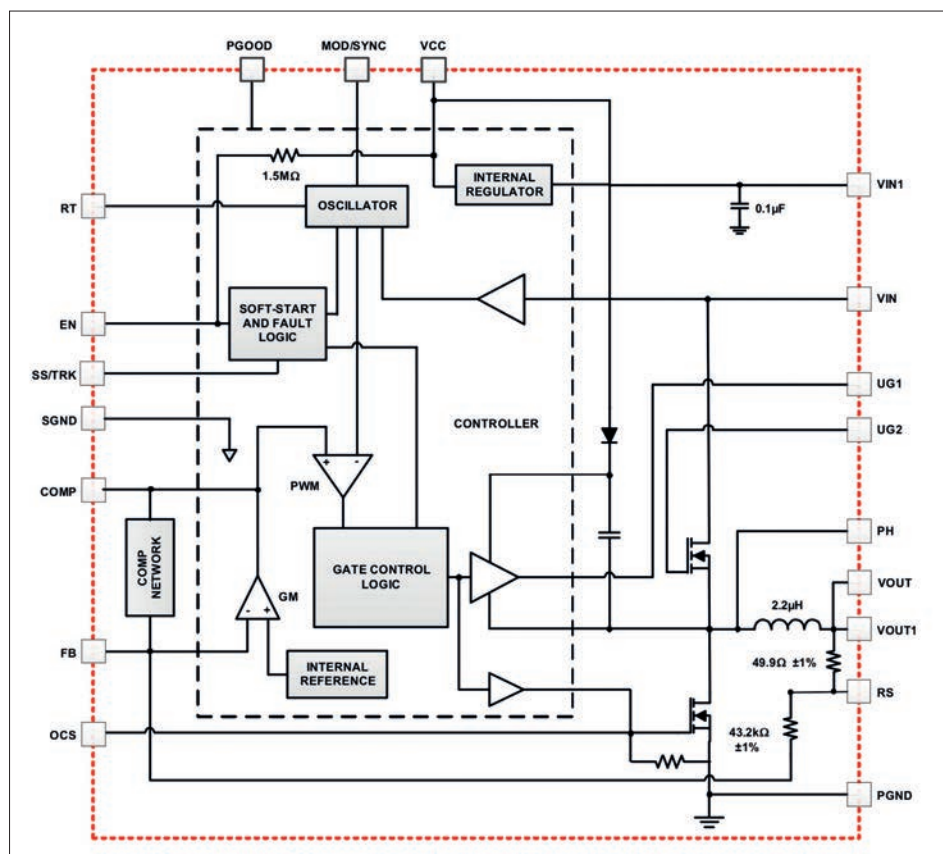 PGOOD
MOD/SYNC
VCC
1.5MΩ
INTERNAL
REGULATOR
VIN1
OSCILLATOR
RT
0.1µF
VIN
SOFT-START
AND FAULT
LOGIC
EN
SS/TRK
UG1
SGND
CONTROLLER
UG2
+ -
PWM
COMP
PH
COMP
NETWORK
GATE CONTROL
LOGIC
VOUT
GM
2.2µH
- +
VOUT1
FB
INTERNAL
REFERENCE
49.9Ω ±1%
RS
OCS
43.2kΩ
±1%
PGND